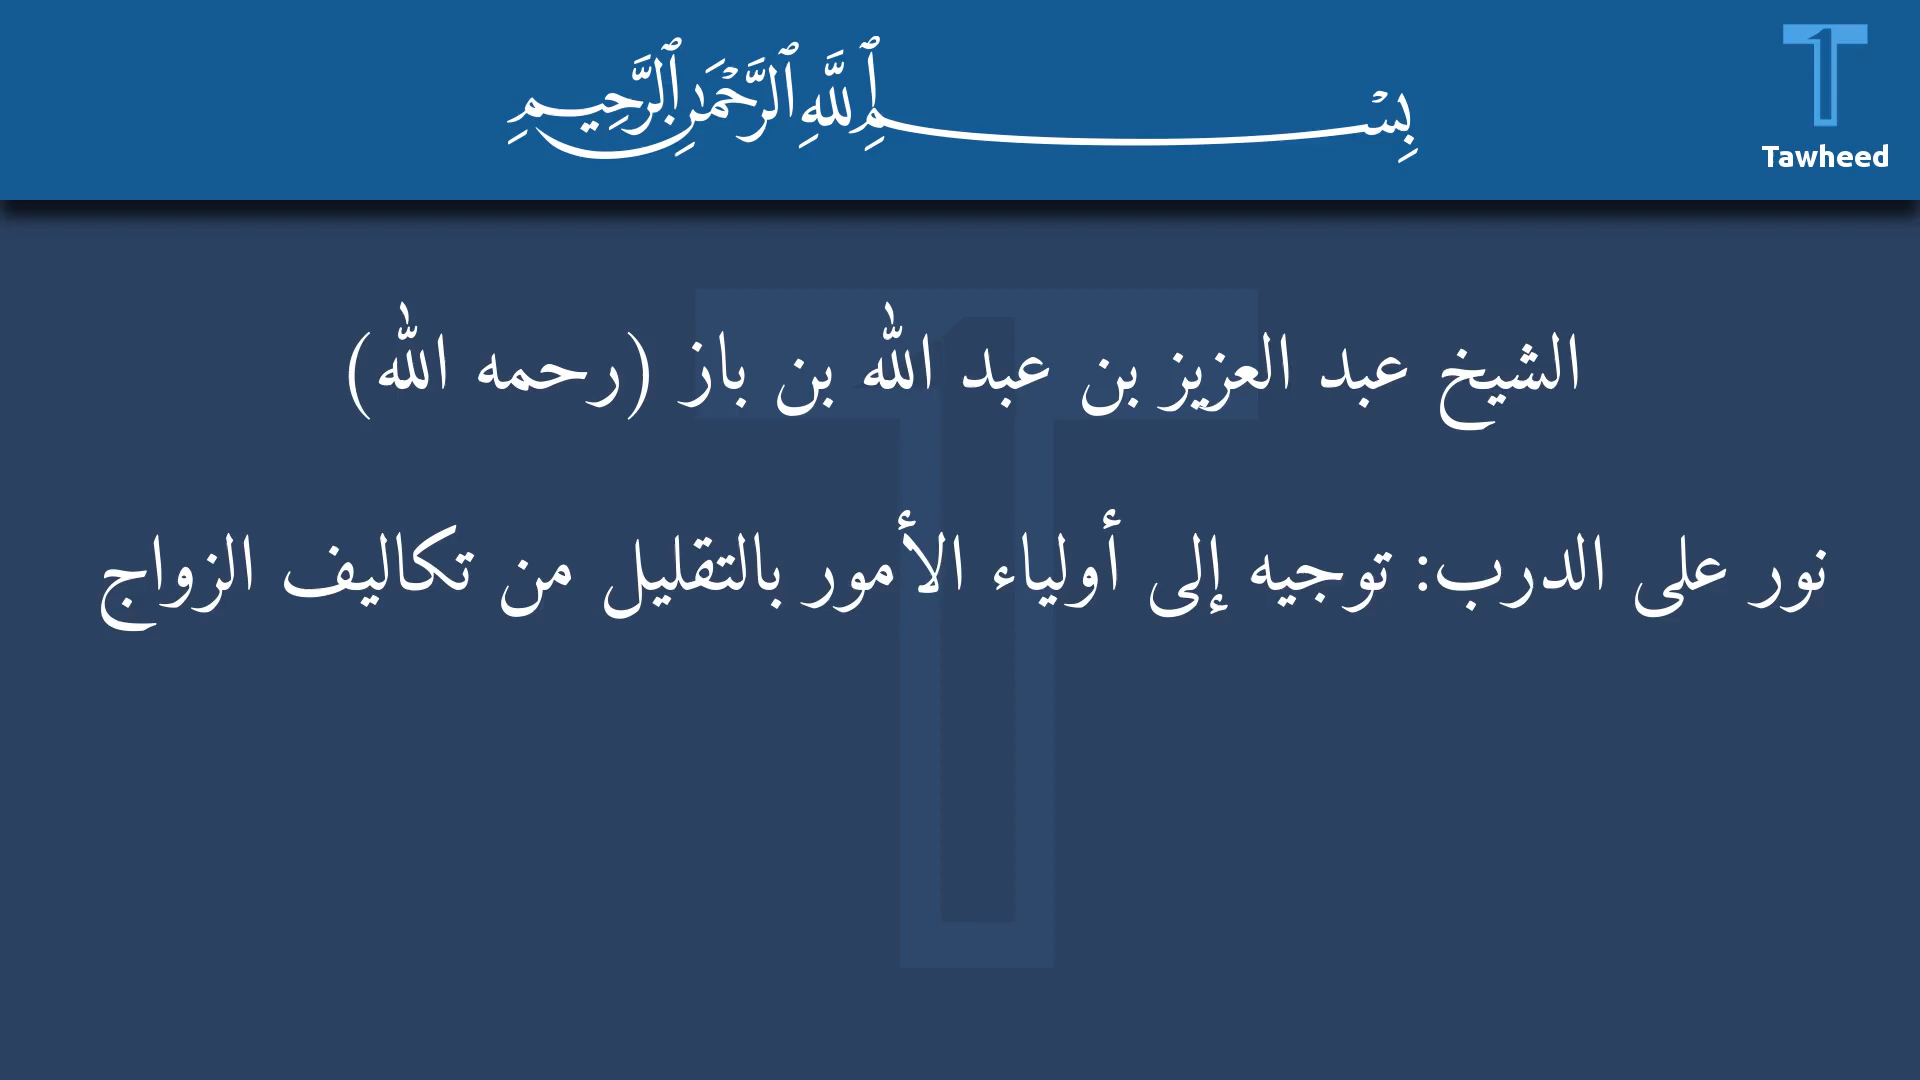 بِسْمِ ٱللَّهِ ٱلرَّحْمَٰنِ ٱلرَّحِيمِ
Tawheed
الشيخ عبد العزيز بن عبد الله بن باز (رحمه الله)
نور على الدرب: توجيه إلى أولياء الأمور بالتقليل من تكاليف الزواج